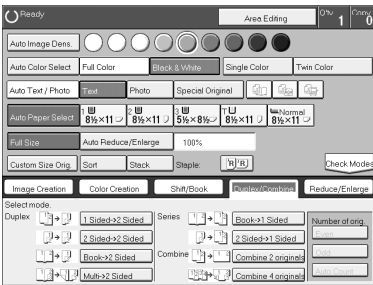 Ready
Area Editing
Q'ty 1 Copy 0
Auto Image Dens.
Auto Color Select Full Color Black & White Single Color Twin Color
Auto Text / Photo Text Photo Special Original
Auto Paper Select 1 8½×11 2 8½×11 3 5½×8½ T 8½×11 Normal 8½×11
Full Size Auto Reduce/Enlarge 100%
Custom Size Orig. Sort Stack Staple: Check Modes
Image Creation Color Creation Shift/Book Duplex/Combine Reduce/Enlarge
Select mode.
Duplex 1 Sided->2 Sided Series Book->1 Sided Number of orig.
2 Sided->2 Sided 2 Sided->1 Sided Even
Book->2 Sided Combine Combine 2 originals Odd
Multi->2 Sided Combine 4 originals Auto Count